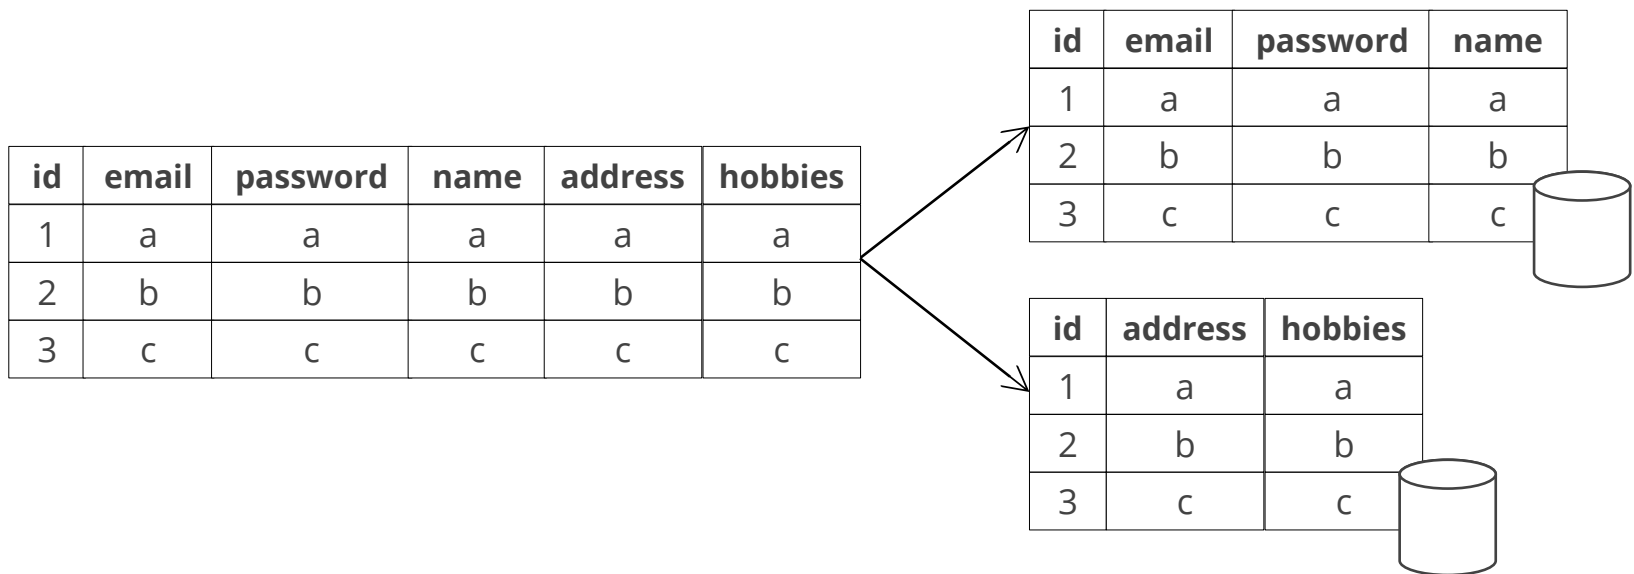 id email password name address hobbies
1 a a a a a
2 b b b b b
3 c c c c c
id email password name
1 a a a
2 b b b
3 c c c
id address hobbies
1 a a
2 b b
3 c c